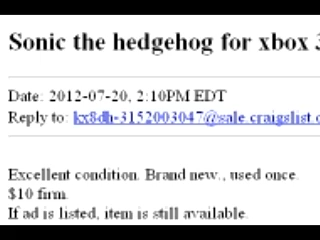 Sonic the hedgehog for xbox
Date: 2012-07-20, 2:10PM EDT
Reply to: kx8dh-3152003047@sale.craigslist.o
Excellent condition. Brand new., used once.
$10 firm.
If ad is listed, item is still available.